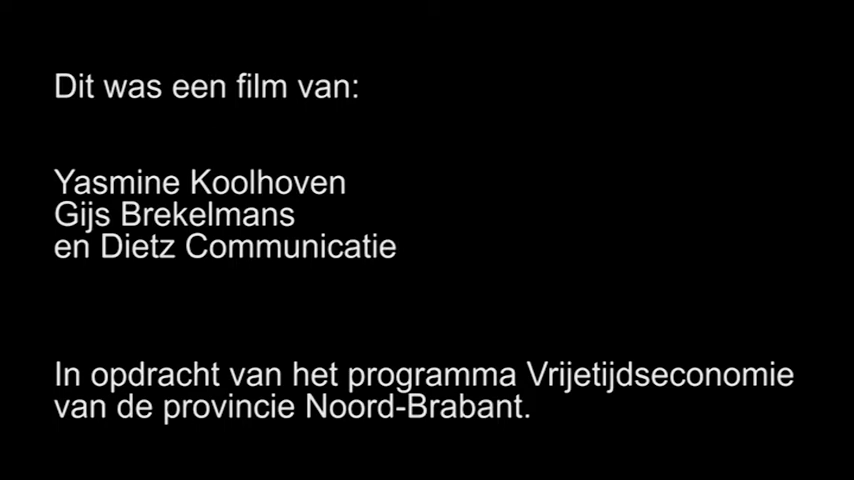 Dit was een film van:
Yasmine Koolhoven
Gijs Brekelmans
en Dietz Communicatie
In opdracht van het programma Vrijetijdseconomie
van de provincie Noord-Brabant.